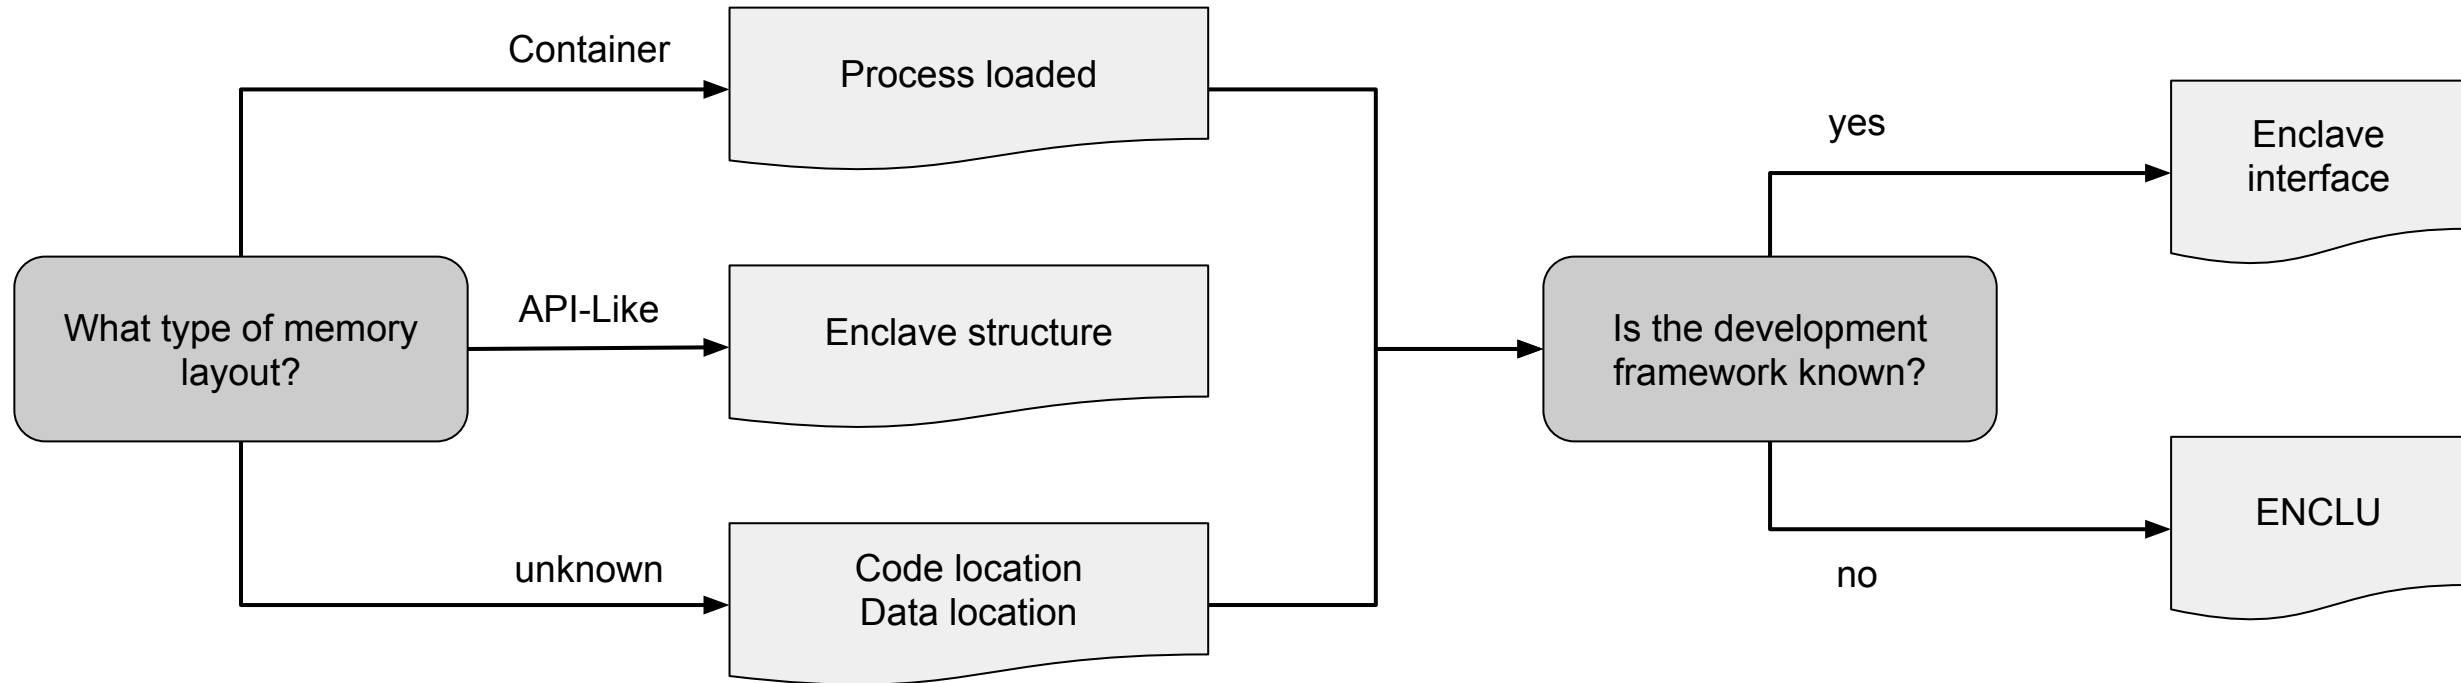 Container
Process loaded
What type of memory
layout?
API-Like
Enclave structure
unknown
Code location
Data location
Is the development
framework known?
yes
Enclave
interface
no
ENCLU